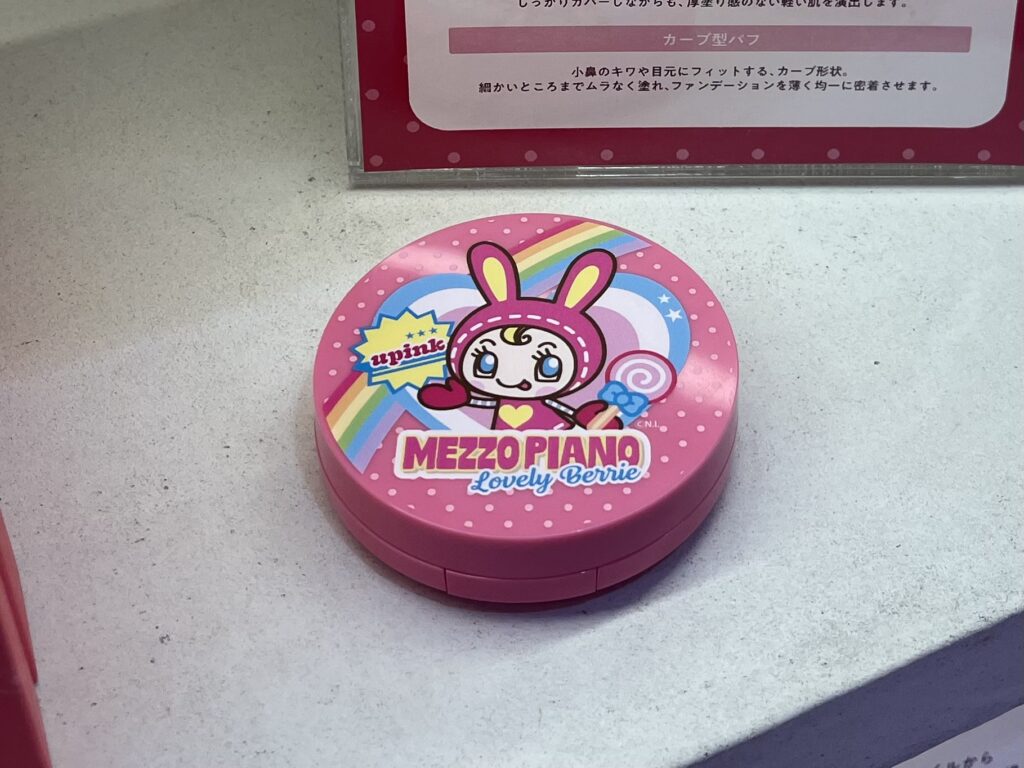 しっかりカバーしながらも、厚塗り感のない軽い肌を演出します。
カーブ型パフ
小鼻のキワや目元にフィットする、カーブ形状。
細かいところまでムラなく塗れ、ファンデーションを薄く均一に密着させます。
upink
C.N.I.
MEZZO PIANO
Lovely Berrie
から